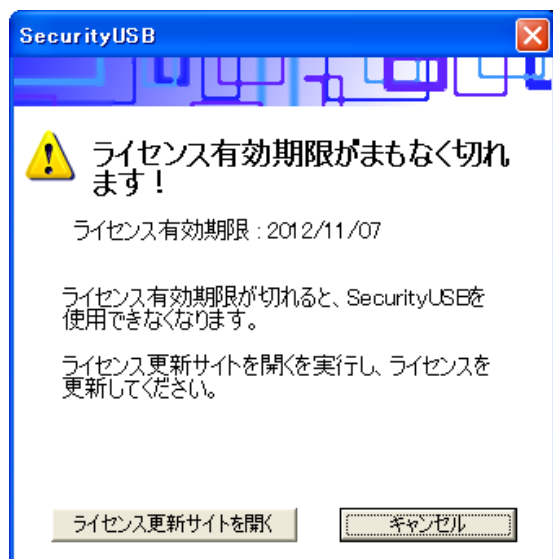 SecurityUSB
ライセンス有効期限がまもなく切れ
ます！
ライセンス有効期限：2012/11/07
ライセンス有効期限が切れると、SecurityUSBを
使用できなくなります。
ライセンス更新サイトを開くを実行し、ライセンスを
更新してください。
ライセンス更新サイトを開く
キャンセル